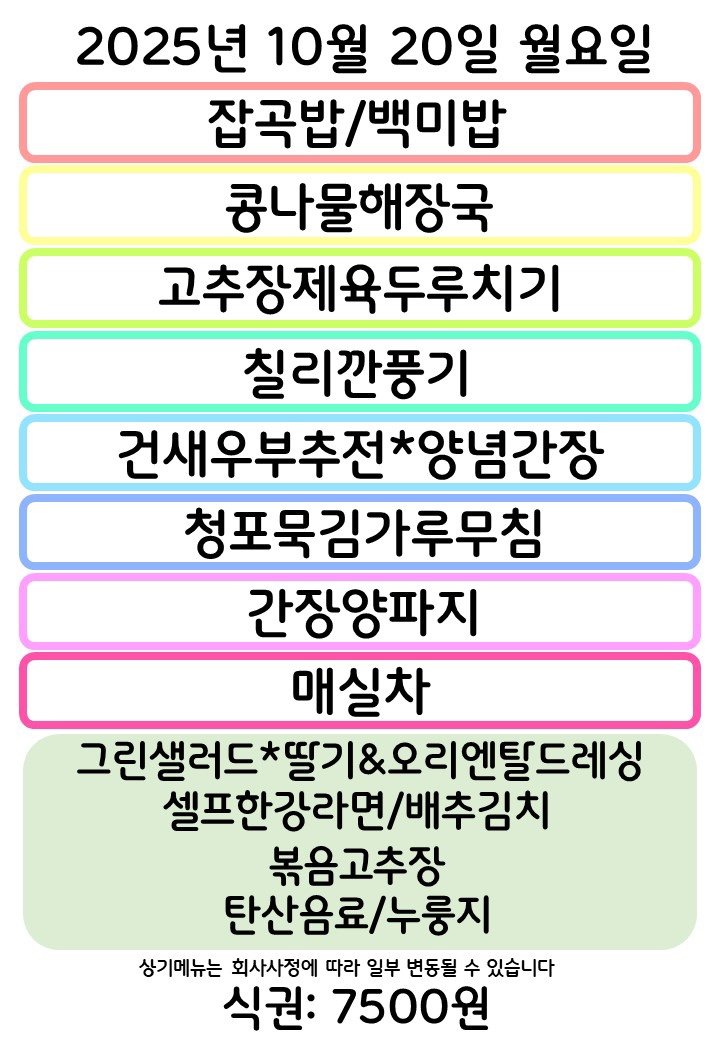 2025년 10월 20일 월요일
잡곡밥/백미밥
콩나물해장국
고추장제육두루치기
칠리깐풍기
건새우부추전*양념간장
청포묵김가루무침
간장양파지
매실차
그린샐러드*딸기&오리엔탈드레싱
셀프한강라면/배추김치
볶음고추장
탄산음료/누룽지
상기메뉴는 회사사정에 따라 일부 변동될 수 있습니다
식권: 7500원